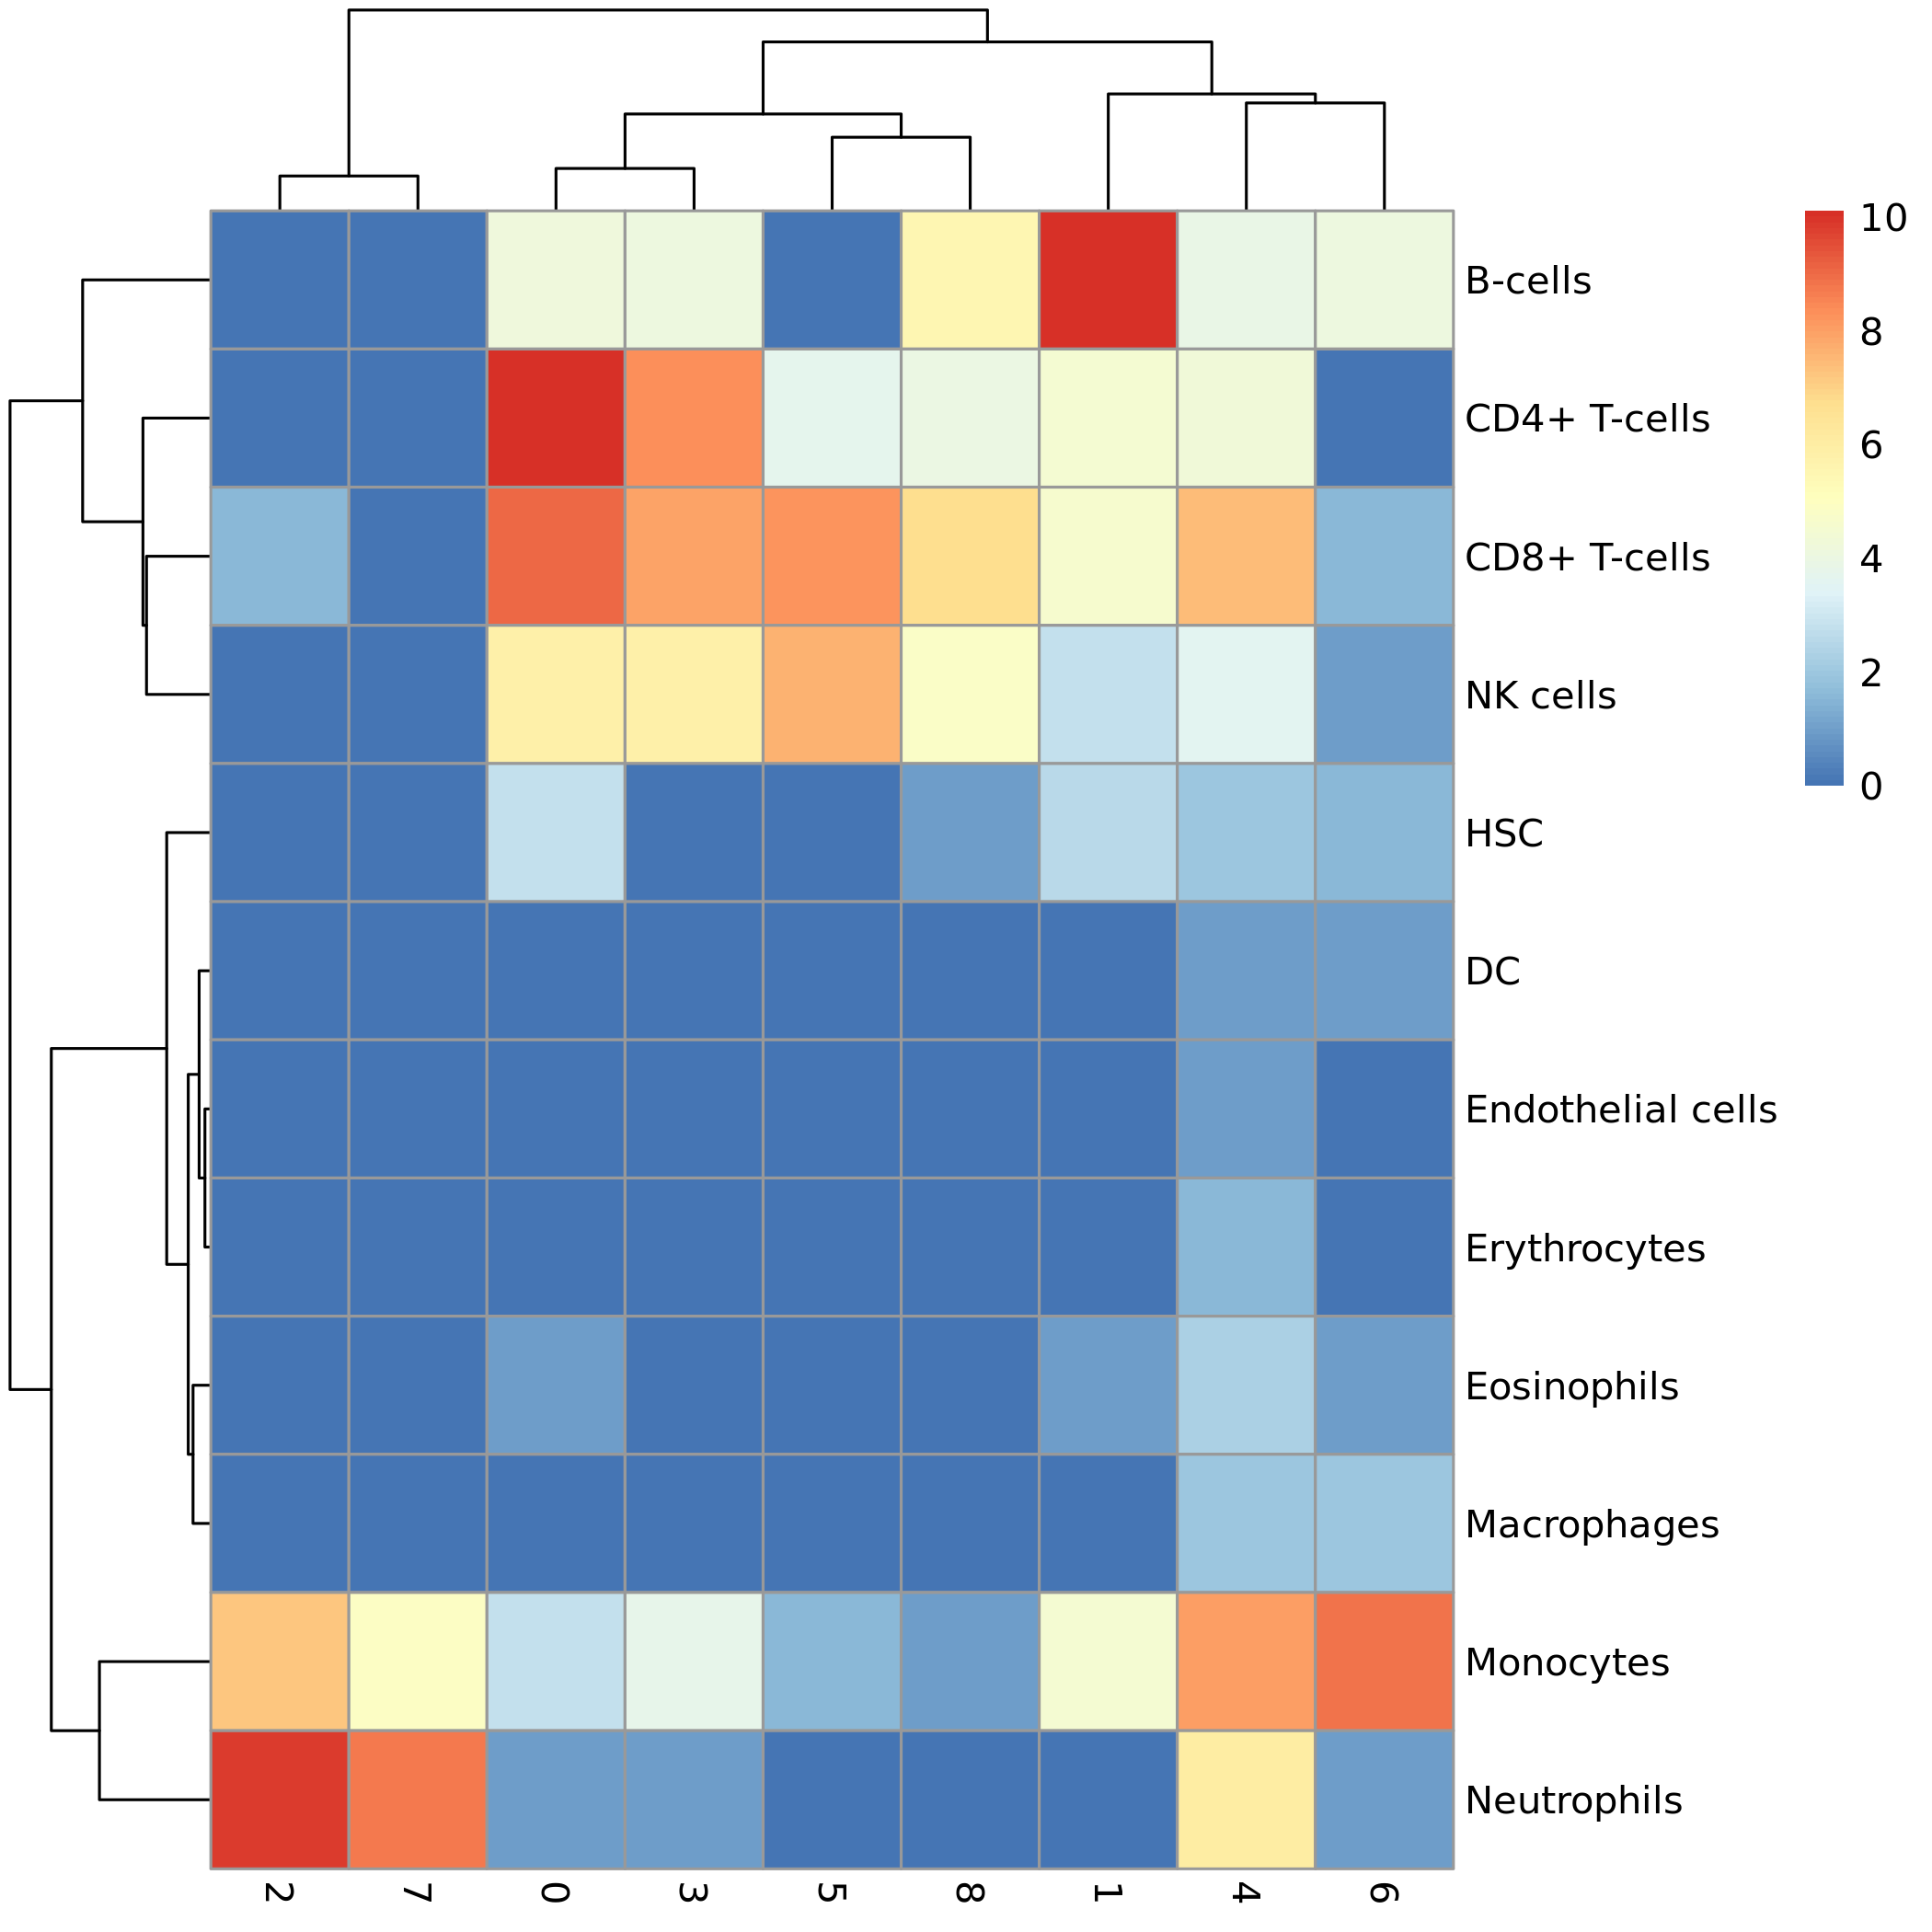 10
B-cells
8
CD4+ T-cells
6
CD8+ T-cells
4
NK cells
2
0
HSC
DC
Endothelial cells
Erythrocytes
Eosinophils
Macrophages
Monocytes
Neutrophils
2 7 0 3 5 8 1 4 6